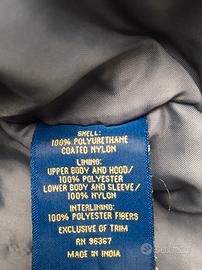 SHELL:
100% POLYURETHANE
COATED NYLON
LINING:
UPPER BODY AND HOOD/
100% POLYESTER
LOWER BODY AND SLEEVE/
100% NYLON
INTERLINING:
100% POLYESTER FIBERS
EXCLUSIVE OF TRIM
RN 96367
MADE IN INDIA